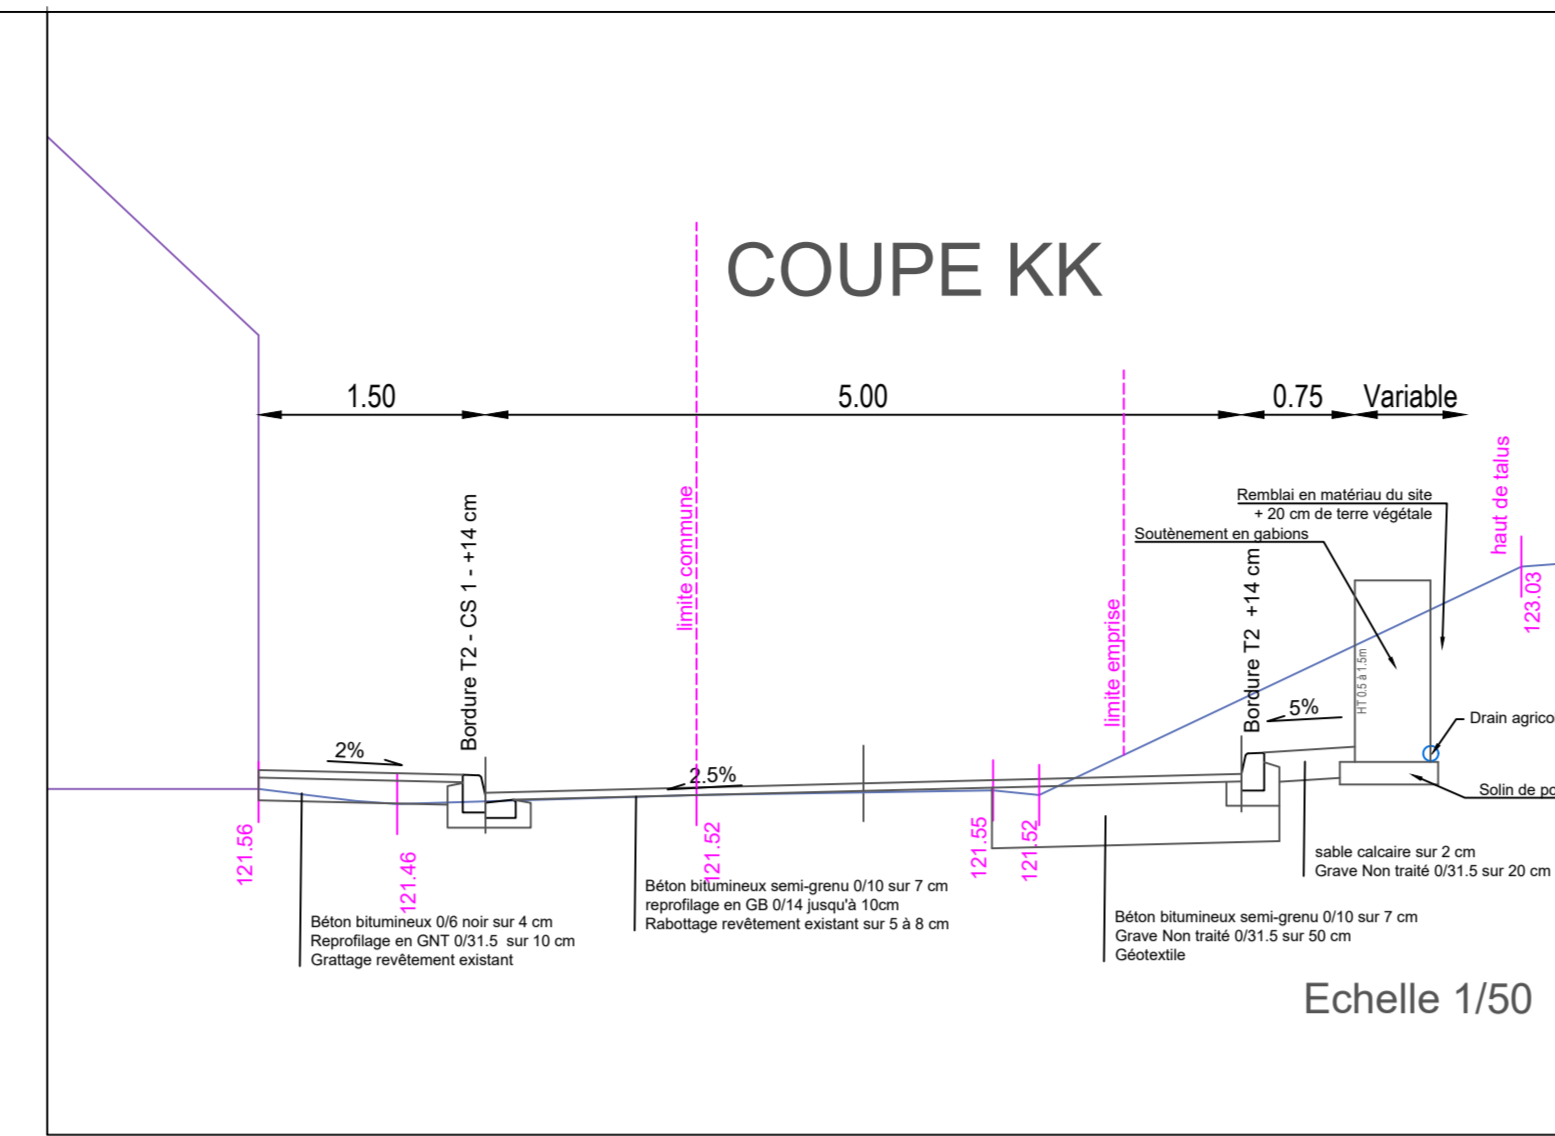 COUPE KK
1.50
5.00
0.75
Variable
Bordure T2 - CS 1 - +14 cm
limite commune
limite emprise
Bordure T2 +14 cm
haut de talus
123.03
Remblai en matériau du site
+ 20 cm de terre végétale
Soutènement en gabions
HT 0.5 à 1.5m
5%
2%
2.5%
Drain agrico
Solin de po
121.56
121.46
121.52
121.55
121.52
sable calcaire sur 2 cm
Grave Non traité 0/31.5 sur 20 cm
Béton bitumineux semi-grenu 0/10 sur 7 cm
reprofilage en GB 0/14 jusqu'à 10cm
Rabottage revêtement existant sur 5 à 8 cm
Béton bitumineux 0/6 noir sur 4 cm
Reprofilage en GNT 0/31.5 sur 10 cm
Grattage revêtement existant
Béton bitumineux semi-grenu 0/10 sur 7 cm
Grave Non traité 0/31.5 sur 50 cm
Géotextile
Echelle 1/50